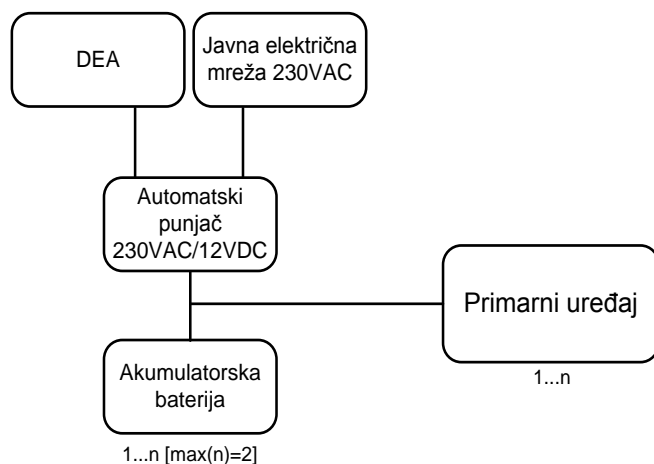 DEA
Javna električna
mreža 230VAC
Automatski
punjač
230VAC/12VDC
Primarni uređaj
1...n
Akumulatorska
baterija
1...n [max(n)=2]